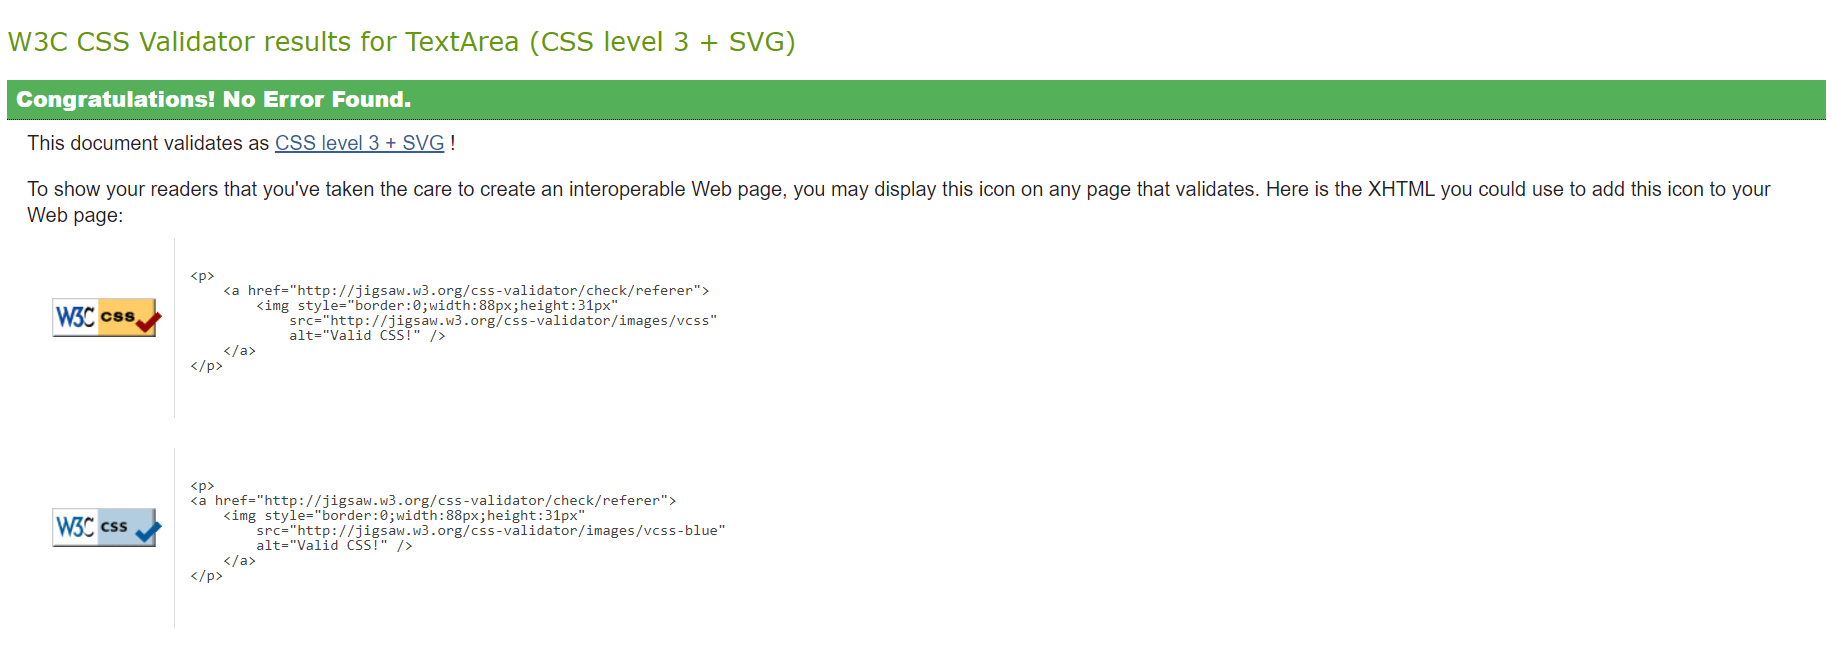 W3C CSS Validator results for TextArea (CSS level 3 + SVG)
Congratulations! No Error Found.
This document validates as CSS level 3 + SVG !
To show your readers that you've taken the care to create an interoperable Web page, you may display this icon on any page that validates. Here is the XHTML you could use to add this icon to your
Web page:
W3C css
<p>
    <a href="http://jigsaw.w3.org/css-validator/check/referer">
        <img style="border:0;width:88px;height:31px"
            src="http://jigsaw.w3.org/css-validator/images/vcss"
            alt="Valid CSS!" />
    </a>
</p>
W3C css
<p>
<a href="http://jigsaw.w3.org/css-validator/check/referer">
    <img style="border:0;width:88px;height:31px"
        src="http://jigsaw.w3.org/css-validator/images/vcss-blue"
        alt="Valid CSS!" />
    </a>
</p>